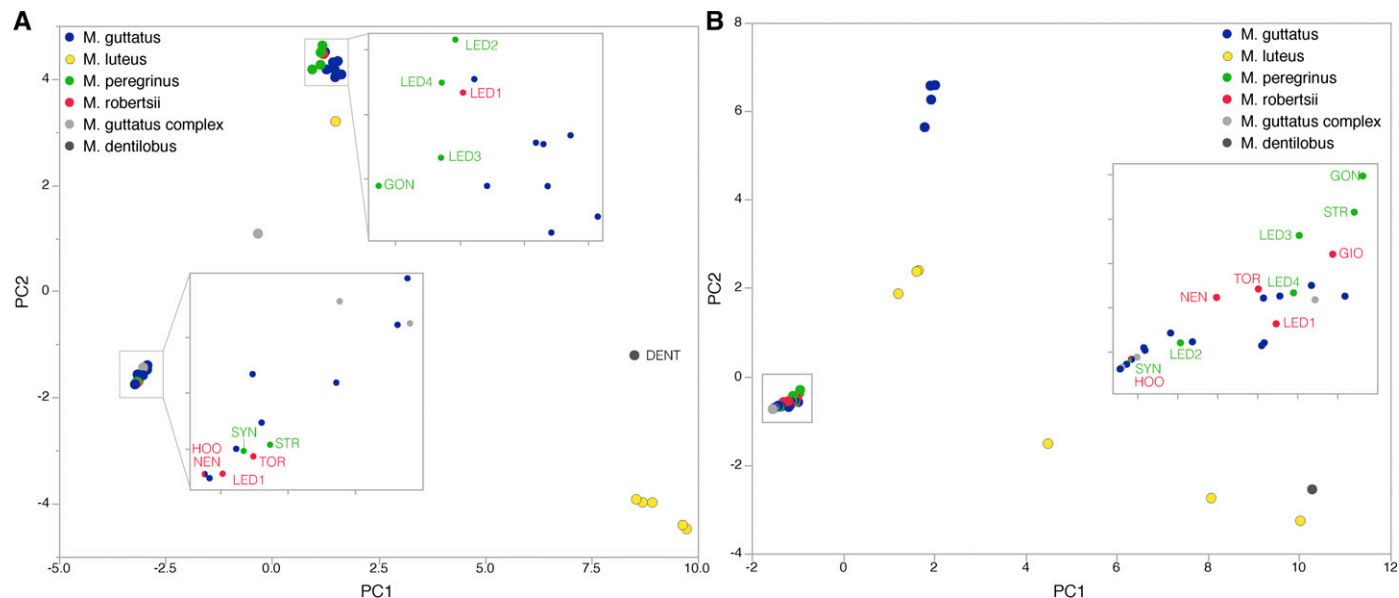 A
M. guttatus
M. luteus
M. peregrinus
M. robertsii
M. guttatus complex
M. dentilobus
LED2
LED4
LED1
LED3
GON
DENT
SYN
STR
HOO
NEN
TOR
LED1
4
2
0
-2
-4
PC2
-5.0
-2.5
0.0
2.5
5.0
7.5
10.0
PC1
B
M. guttatus
M. luteus
M. peregrinus
M. robertsii
M. guttatus complex
M. dentilobus
GON
STR
LED3
GIO
TOR
LED4
NEN
LED1
LED2
SYN
HOO
8
6
4
2
0
-2
-4
PC2
-2
0
2
4
6
8
10
12
PC1